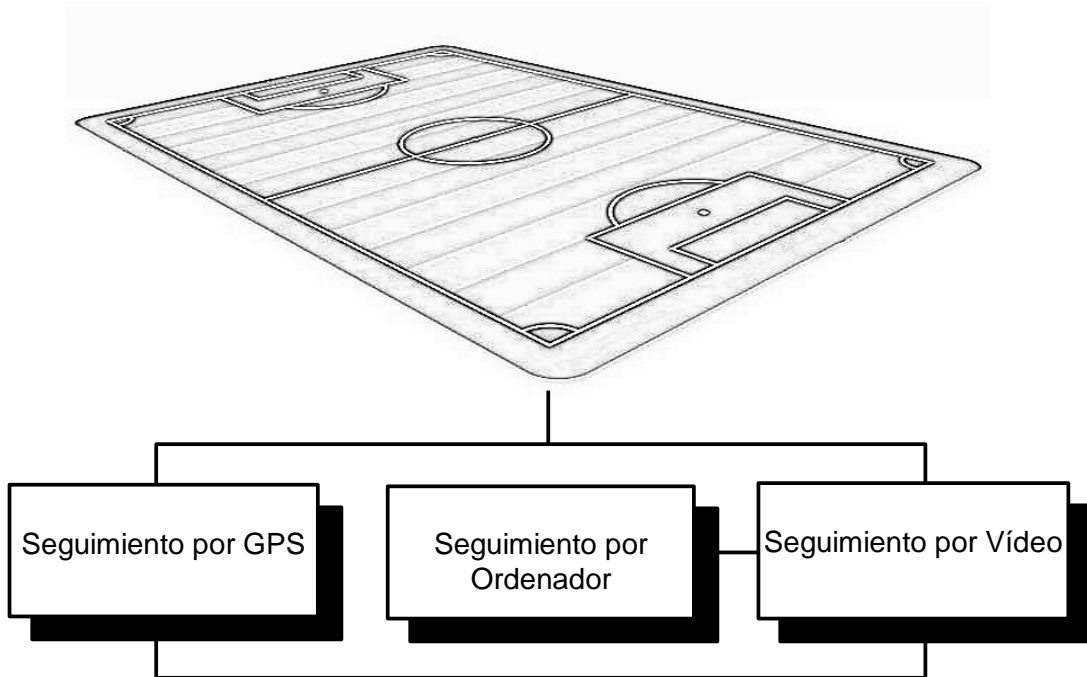 Seguimiento por GPS
Seguimiento por
Ordenador
Seguimiento por Vídeo